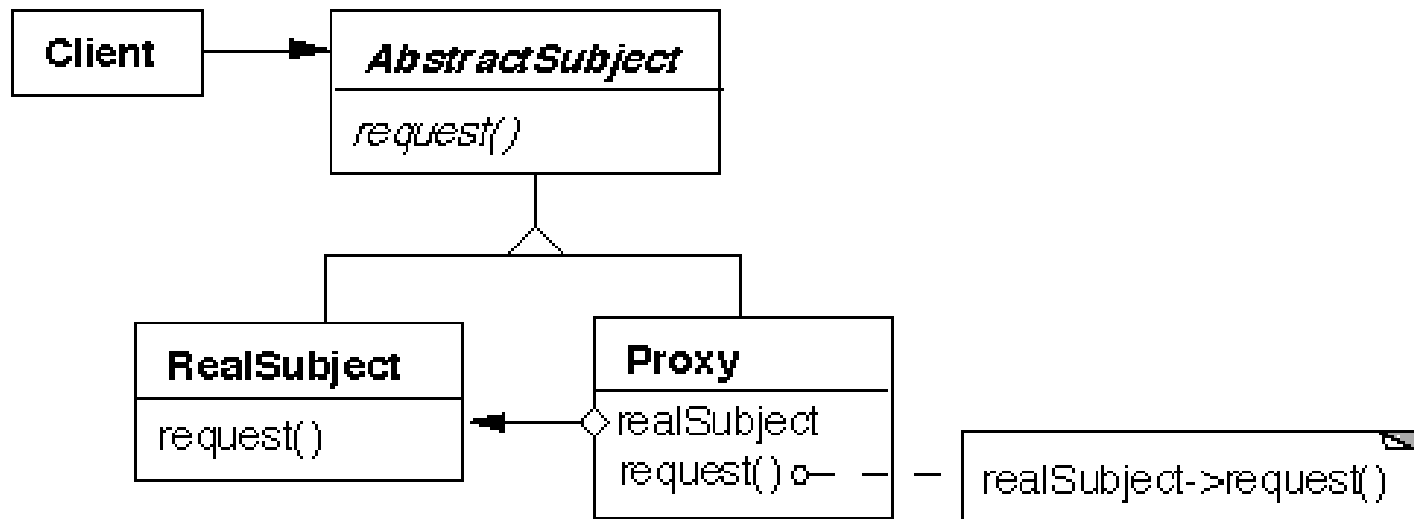 Client
AbstractSubject
request()
RealSubject
request()
Proxy
realSubject
request()
realSubject->request()